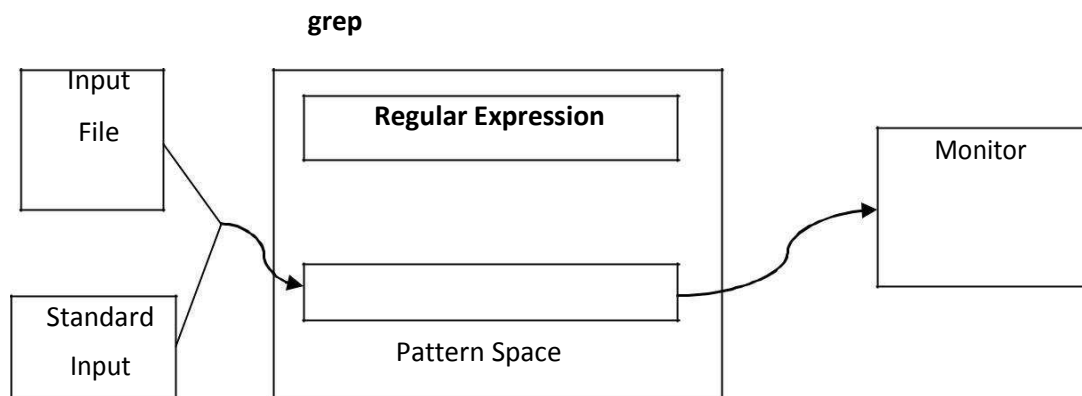 grep
Input
File
Regular Expression
Monitor
Standard
Input
Pattern Space